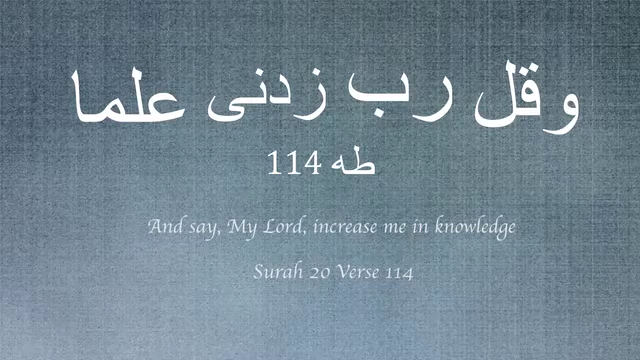 وقل رب زدنى علما
طه 114
And say, My Lord, increase me in knowledge
Surah 20 Verse 114